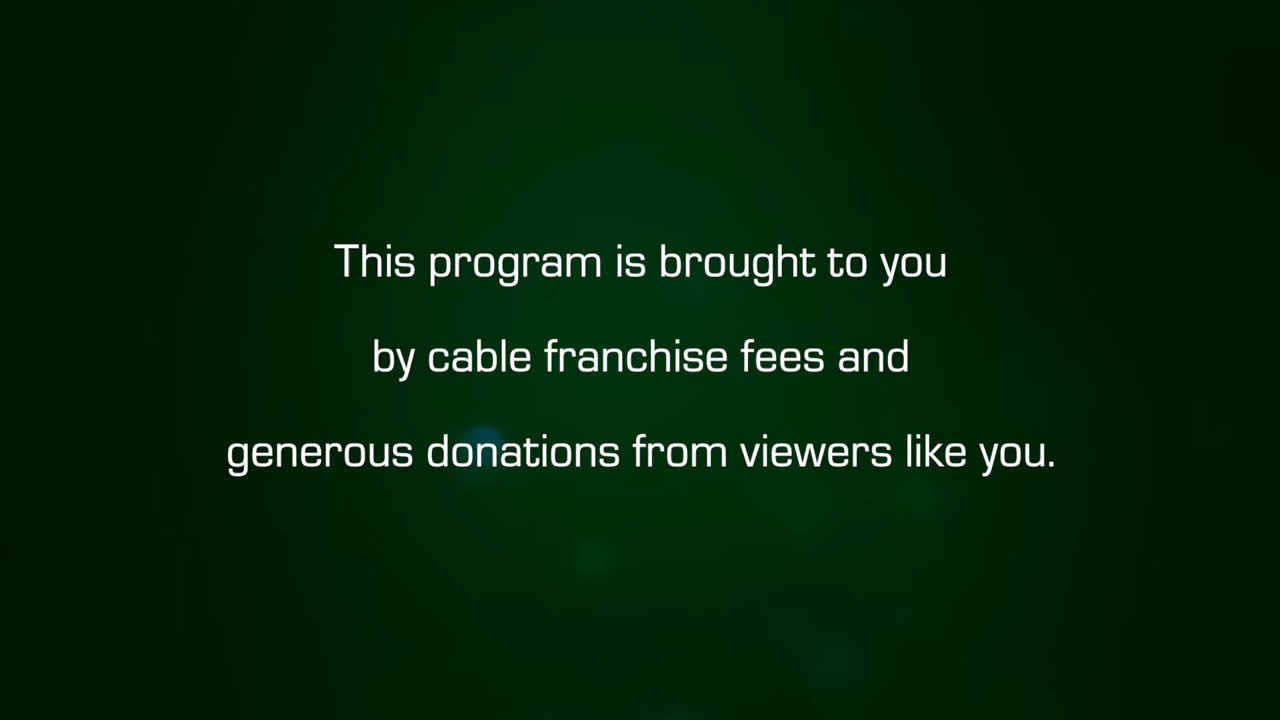 This program is brought to you
by cable franchise fees and
generous donations from viewers like you.